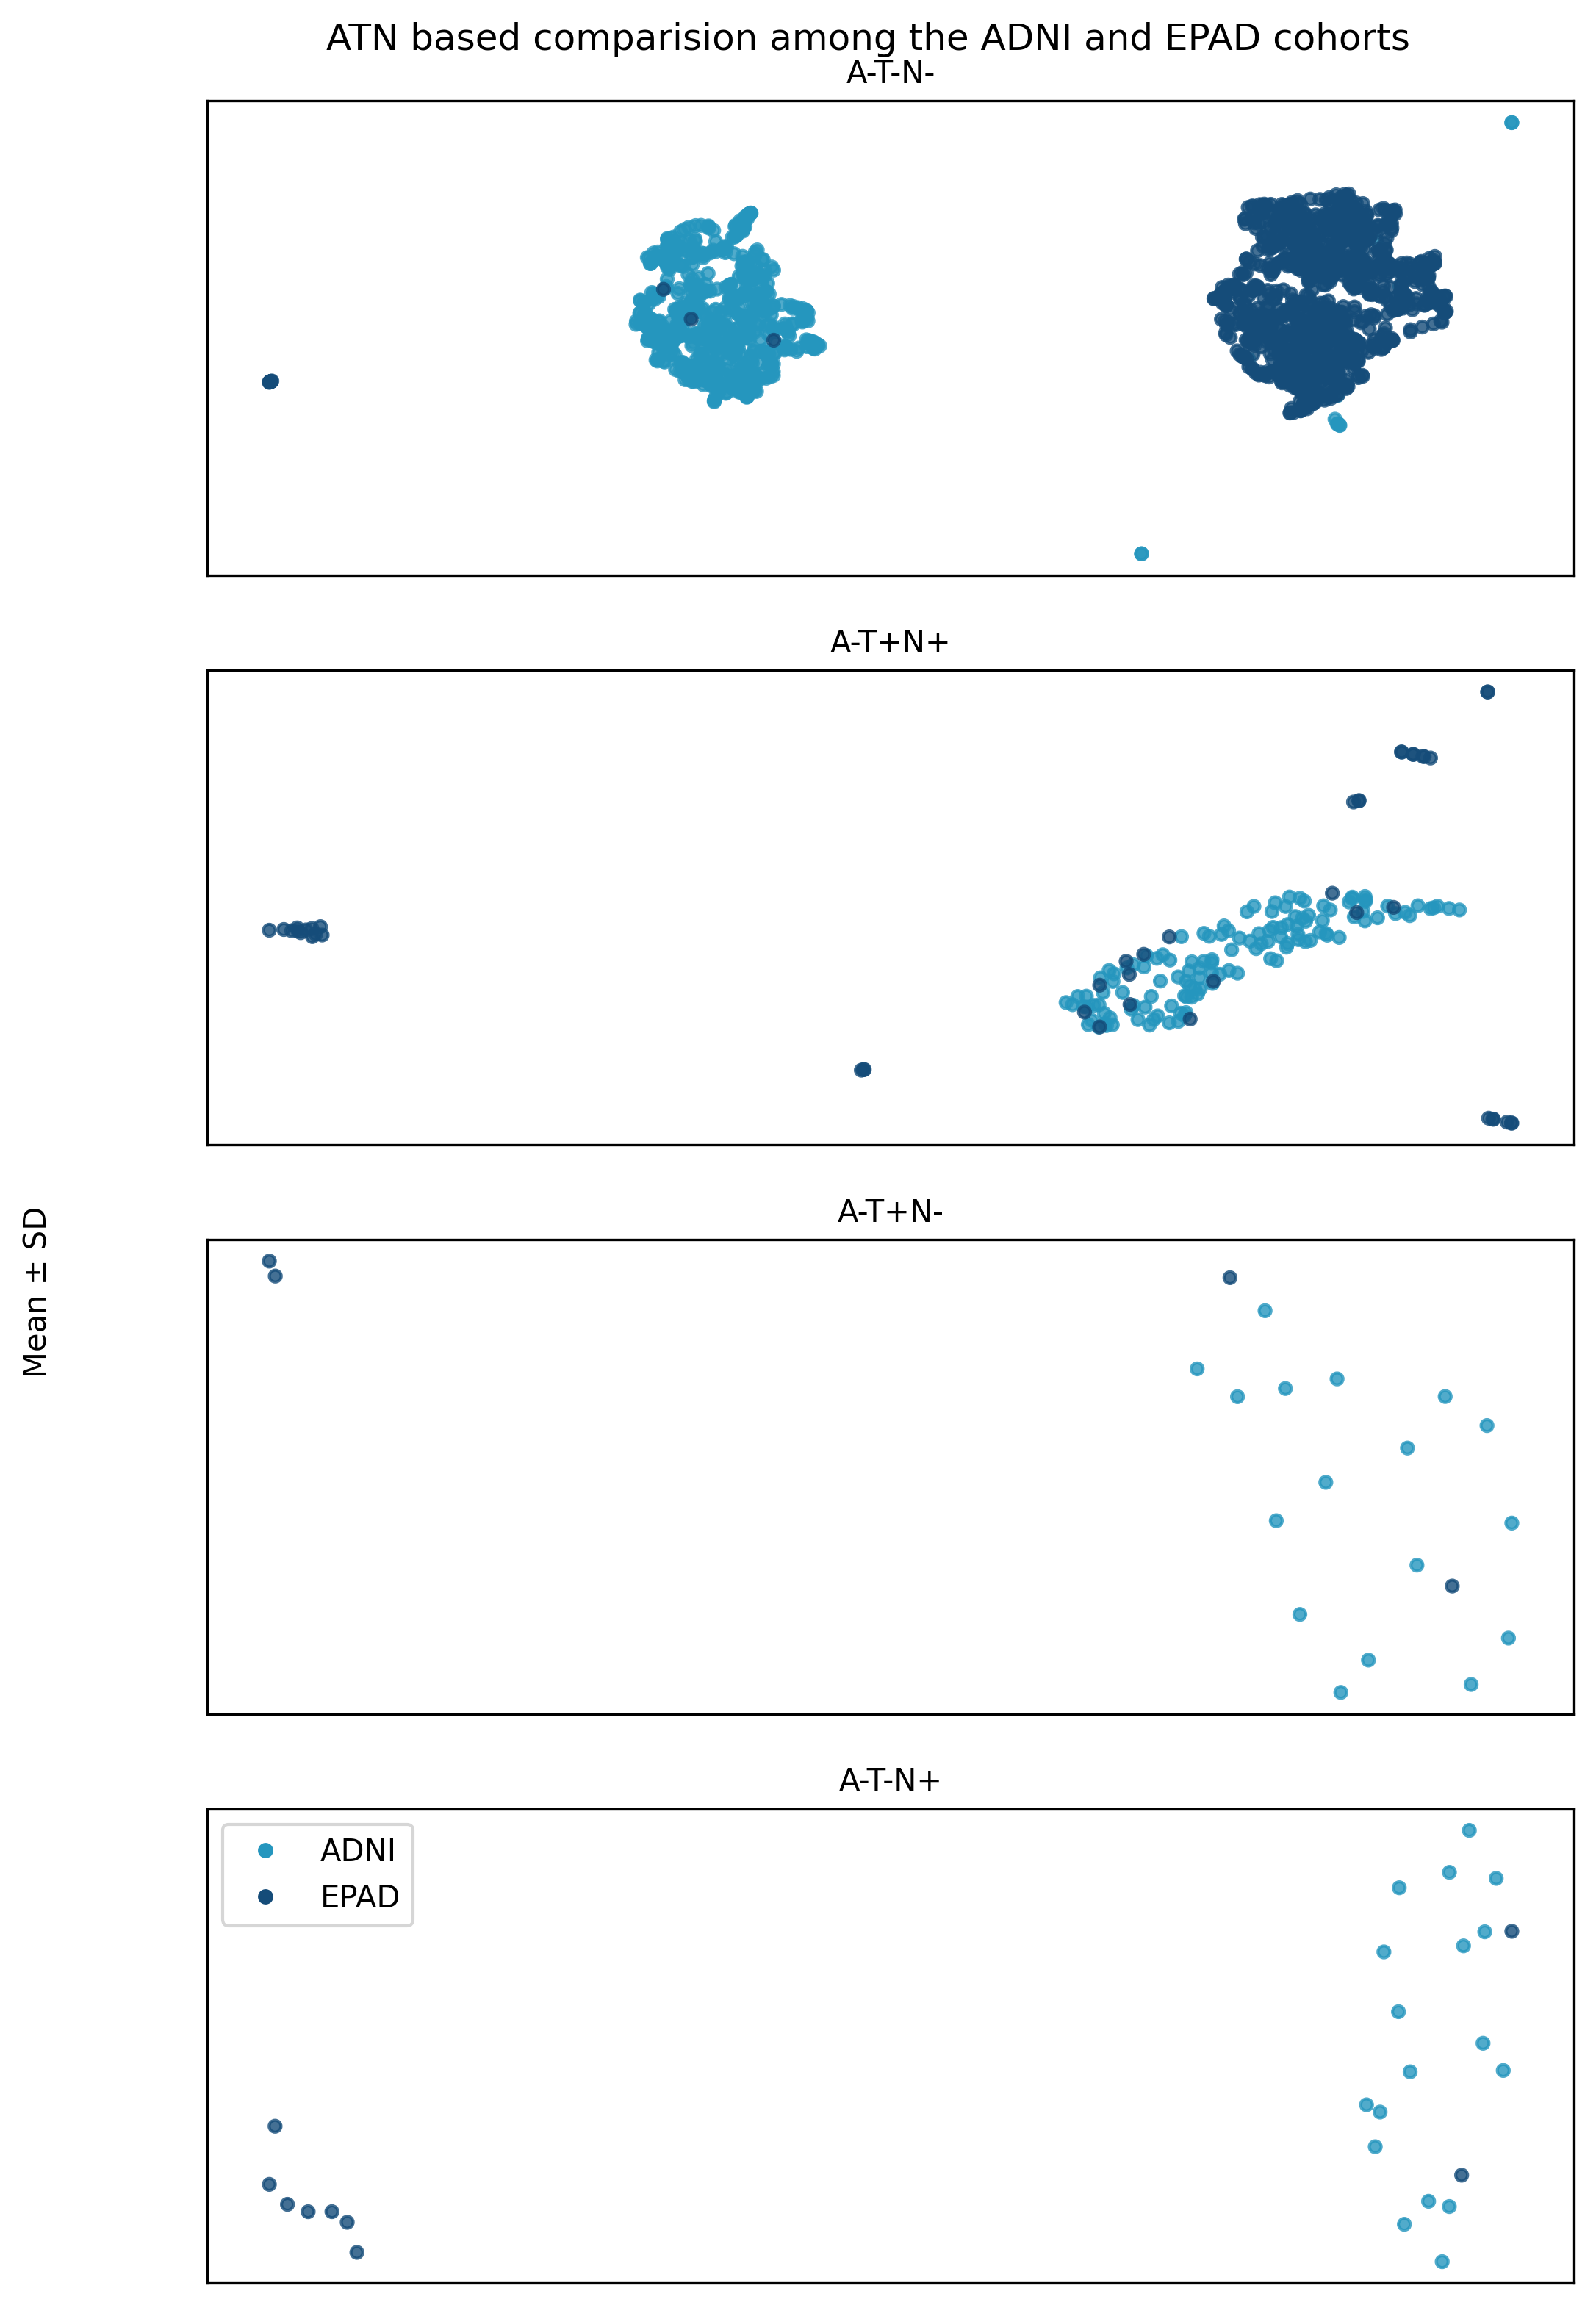 ATN based comparision among the ADNI and EPAD cohorts
A-T-N-
A-T+N+
Mean ± SD
A-T+N-
A-T-N+
ADNI
EPAD